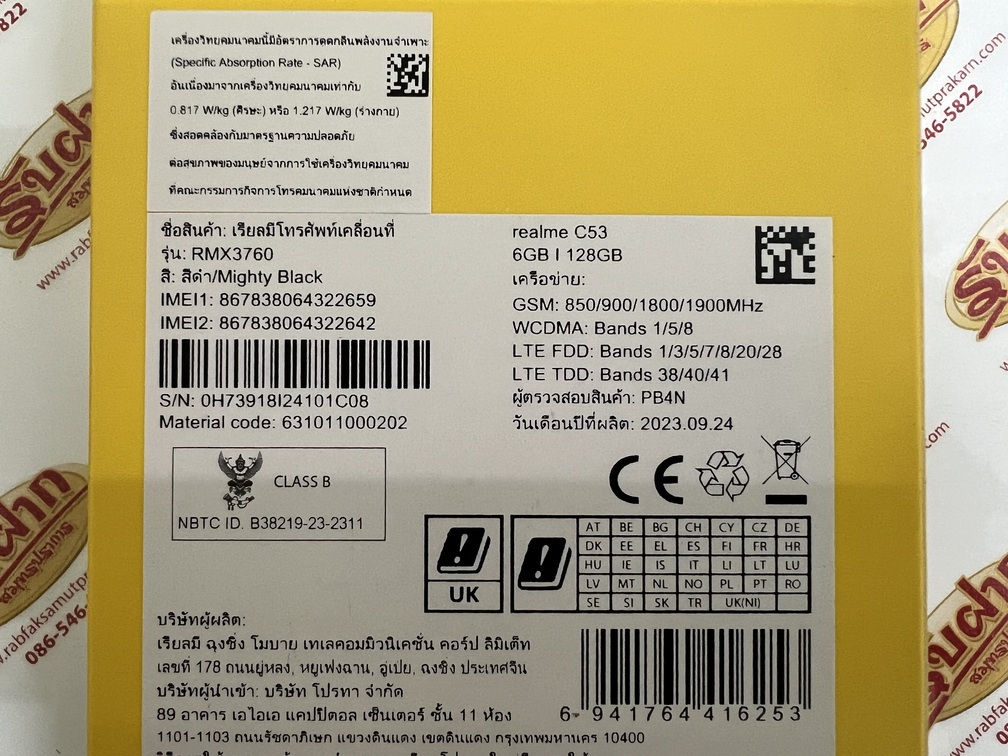 เครื่องวิทยุคมนาคมนี้มีอัตราการดูดกลืนพลังงานจำเพาะ
(Specific Absorption Rate - SAR)
อันเนื่องมาจากเครื่องวิทยุคมนาคมเท่ากับ
0.817 W/kg (ศีรษะ) หรือ 1.217 W/kg (ร่างกาย)
ซึ่งสอดคล้องกับมาตรฐานความปลอดภัย
ต่อสุขภาพของมนุษย์จากการใช้เครื่องวิทยุคมนาคม
ที่คณะกรรมการกิจการโทรคมนาคมแห่งชาติกำหนด
ชื่อสินค้า: เรียลมีโทรศัพท์เคลื่อนที่
รุ่น: RMX3760
สี: สีดำ/Mighty Black
IMEI1: 867838064322659
IMEI2: 867838064322642
S/N: 0H73918I24101C08
Material code: 631011000202
realme C53
6GB I 128GB
เครือข่าย:
GSM: 850/900/1800/1900MHz
WCDMA: Bands 1/5/8
LTE FDD: Bands 1/3/5/7/8/20/28
LTE TDD: Bands 38/40/41
ผู้ตรวจสอบสินค้า: PB4N
วันเดือนปีที่ผลิต: 2023.09.24
CLASS B
NBTC ID. B38219-23-2311
CE
UK
AT BE BG CH CY CZ DE
DK EE EL ES FI FR HR
HU IE IS IT LI LT LU
LV MT NL NO PL PT RO
SE SI SK TR UK(NI)
บริษัทผู้ผลิต:
เรียลมี ฉงชิ่ง โมบาย เทเลคอมมิวนิเคชั่น คอร์ป ลิมิเต็ท
เลขที่ 178 ถนนยู่หลง, หยูเฟงฉาน, อู่เปย, ฉงชิง ประเทศจีน
บริษัทผู้นำเข้า: บริษัท โปรทา จำกัด
89 อาคาร เอไอเอ แคปปิตอล เซ็นเตอร์ ชั้น 11 ห้อง
1101-1103 ถนนรัชดาภิเษก แขวงดินแดง เขตดินแดง กรุงเทพมหานคร 10400
6 941764 416253
รับฝาก
สมุทรปราการ
www.rabfaksamutp
086-546-
utprakarn.com
546-5822